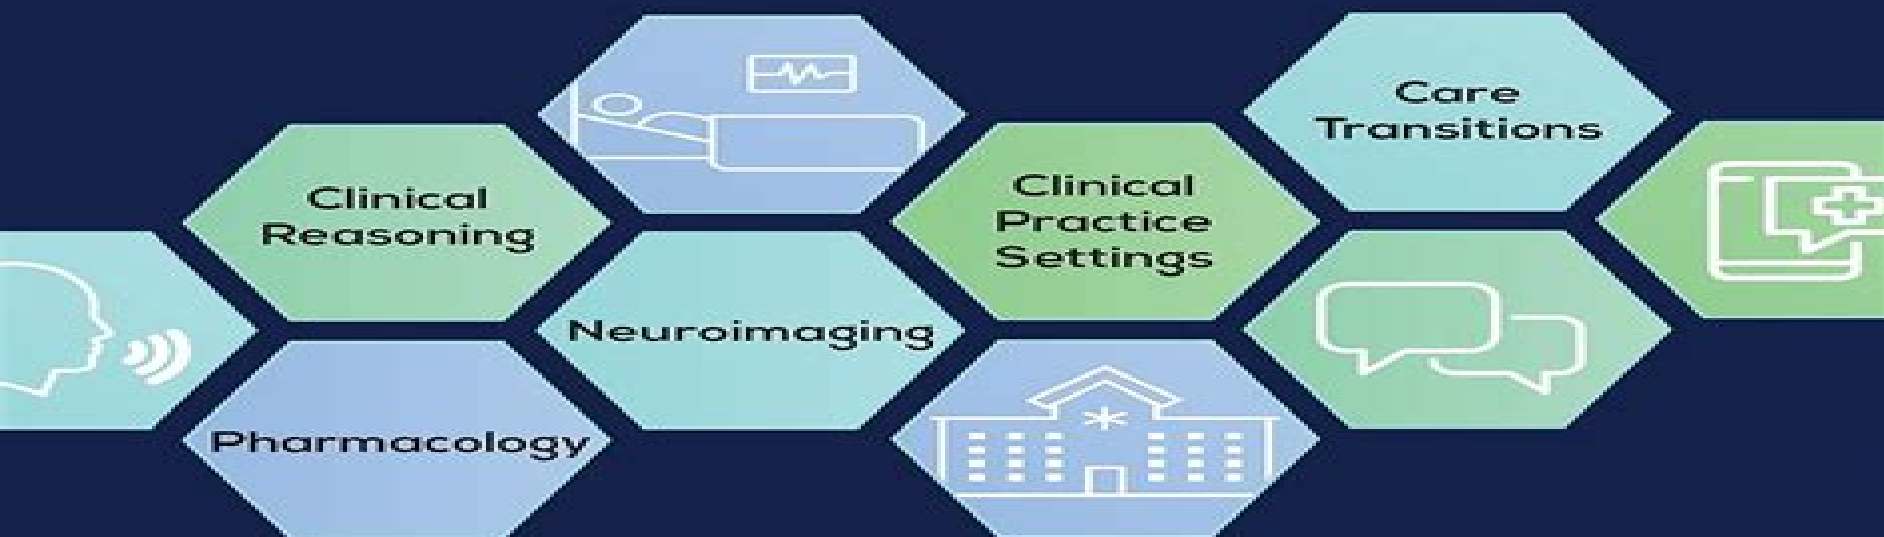 Clinical
Reasoning
Pharmacology
Neuroimaging
Clinical
Practice
Settings
Care
Transitions